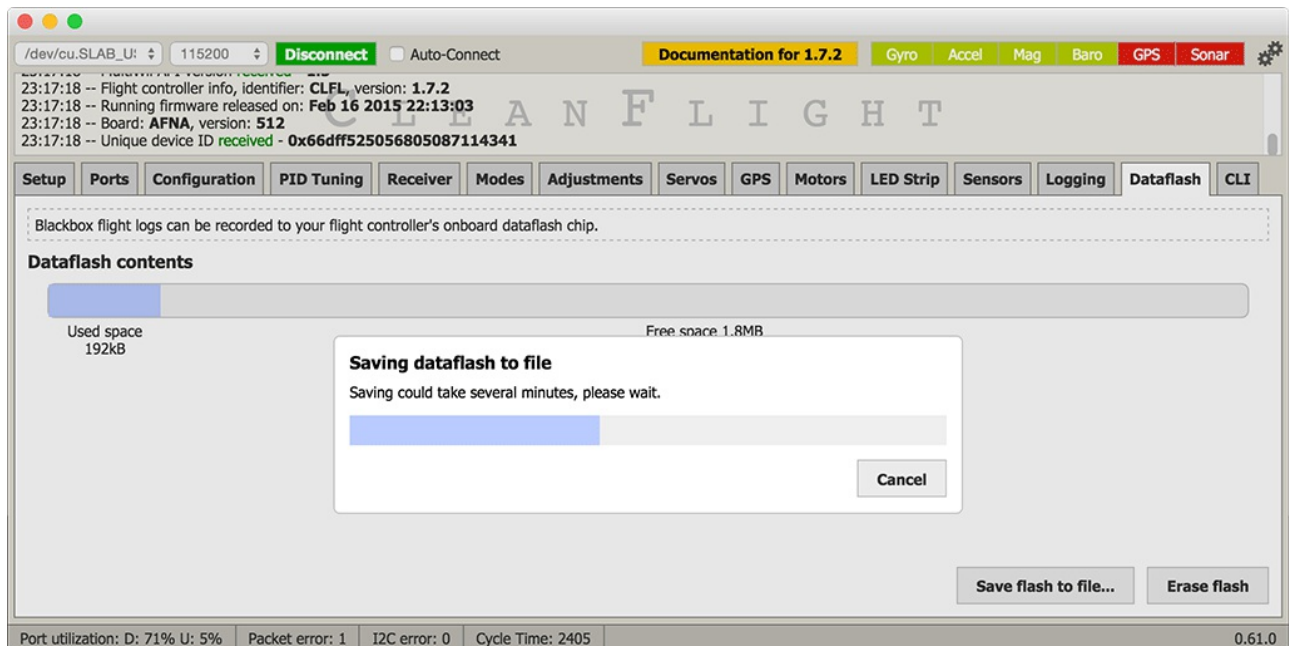 /dev/cu.SLAB_U: 115200 Disconnect Auto-Connect Documentation for 1.7.2 Gyro Accel Mag Baro GPS Sonar
received
23:17:18 -- Flight controller info, identifier: CLFL, version: 1.7.2
23:17:18 -- Running firmware released on: Feb 16 2015 22:13:03
23:17:18 -- Board: AFNA, version: 512
23:17:18 -- Unique device ID received - 0x66dff525056805087114341
CLEANFLIGHT
Setup Ports Configuration PID Tuning Receiver Modes Adjustments Servos GPS Motors LED Strip Sensors Logging Dataflash CLI
Blackbox flight logs can be recorded to your flight controller's onboard dataflash chip.
Dataflash contents
Used space
192kB
Free space 1.8MB
Saving dataflash to file
Saving could take several minutes, please wait.
Cancel
Save flash to file... Erase flash
Port utilization: D: 71% U: 5% Packet error: 1 I2C error: 0 Cycle Time: 2405 0.61.0